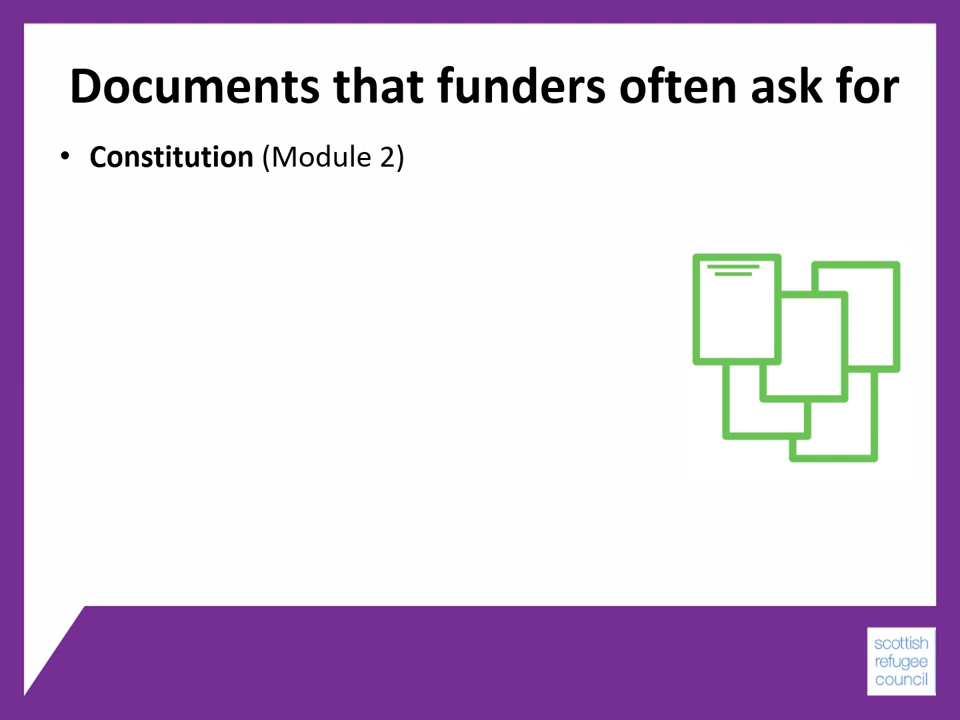 Documents that funders often ask for
• Constitution (Module 2)
scottish
refugee
council